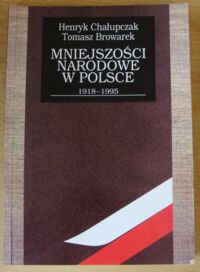 Henryk Chałupczak
Tomasz Browarek
MNIEJSZOŚCI
NARODOWE
W POLSCE
1918–1995